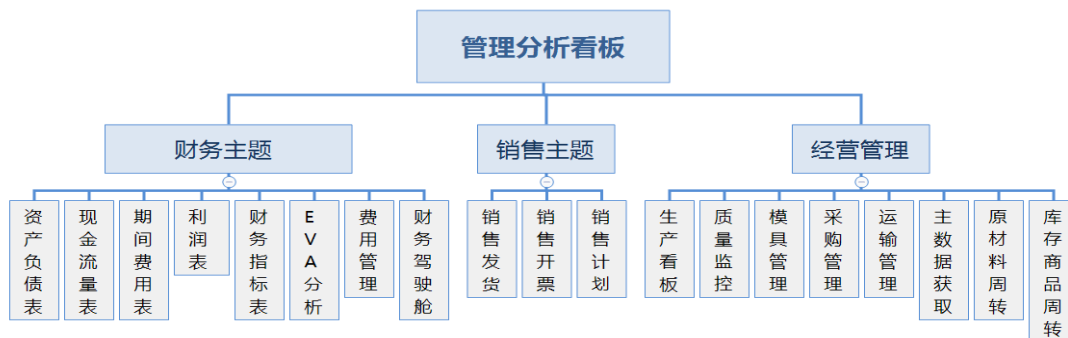 管理分析看板
财务主题
销售主题
经营管理
资产负债表
现金流量表
期间费用表
利润表
财务指标表
EVA分析
费用管理
财务驾驶舱
销售发货
销售开票
销售计划
生产看板
质量监控
模具管理
采购管理
运输管理
主数据获取
原材料周转
库存商品周转